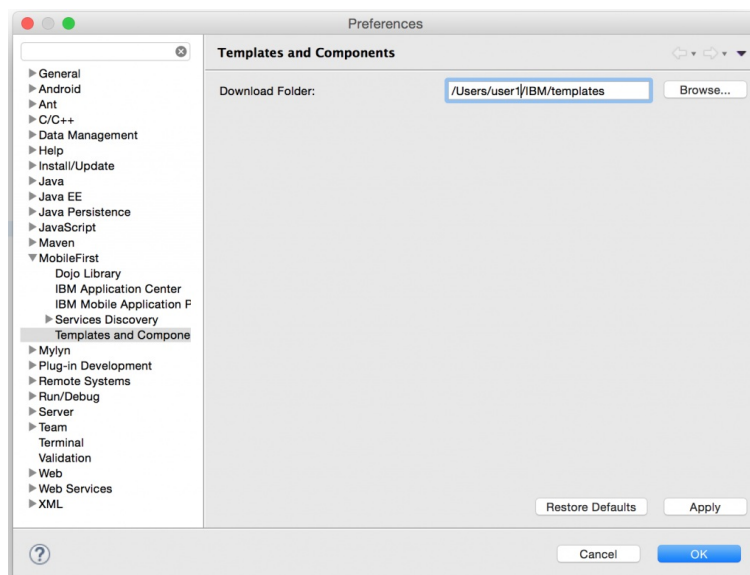 Preferences
Templates and Components
General
Android
Ant
C/C++
Data Management
Help
Install/Update
Java
Java EE
Java Persistence
JavaScript
Maven
MobileFirst
Dojo Library
IBM Application Center
IBM Mobile Application P
Services Discovery
Templates and Compone
Mylyn
Plug-in Development
Remote Systems
Run/Debug
Server
Team
Terminal
Validation
Web
Web Services
XML
Download Folder: /Users/user1/IBM/templates Browse...
Restore Defaults Apply
? Cancel OK